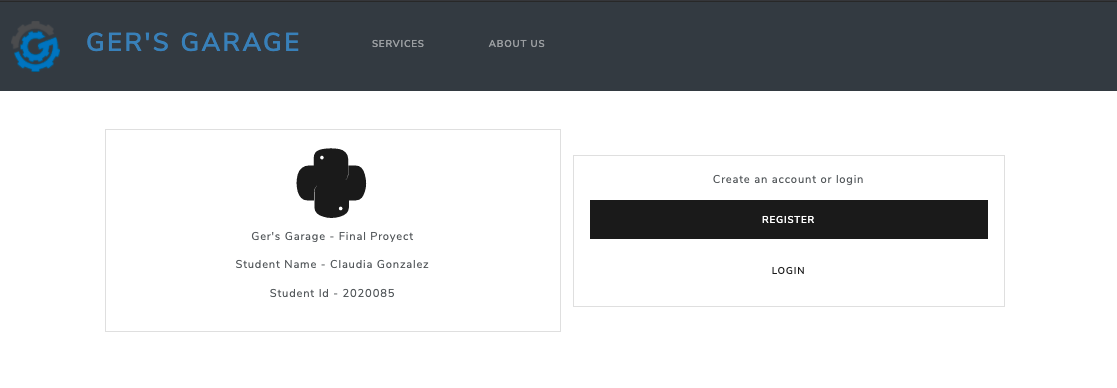 GER'S GARAGE
SERVICES
ABOUT US
Ger's Garage - Final Proyect
Student Name - Claudia Gonzalez
Student Id - 2020085
Create an account or login
REGISTER
LOGIN